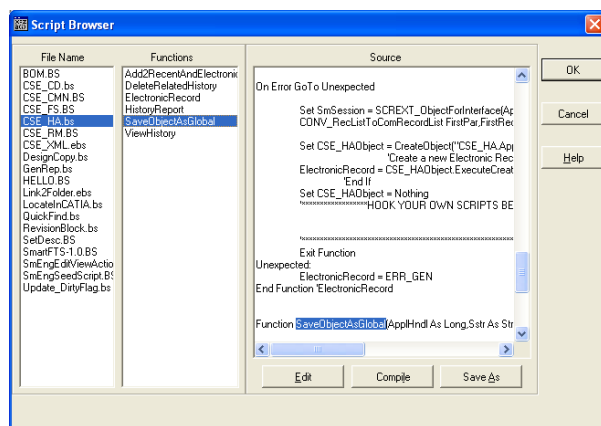 Script Browser
File Name
BOM.BS
CSE_CD.bs
CSE_CMN.BS
CSE_FS.BS
CSE_HA.bs
CSE_RM.BS
CSE_XML.ebs
DesignCopy.bs
GenRep.bs
HELLO.BS
Link2Folder.ebs
LocateInCATIA.bs
QuickFind.bs
RevisionBlock.bs
SetDesc.BS
SmartFTS-1.0.BS
SmEngEditViewActio
SmEngSeedScript.BS
Update_DirtyFlag.bs
Functions
Add2RecentAndElectronic
DeleteRelatedHistory
ElectronicRecord
HistoryReport
SaveObjectAsGlobal
ViewHistory
Source
On Error GoTo Unexpected
Set SmSession = SCREXT_ObjectForInterface(Ap
CONV_RecListToComRecordList FirstPar,FirstRec
Set CSE_HAObject = CreateObject("CSE_HA.App
'Create a new Electronic Rec
ElectronicRecord = CSE_HAObject.ExecuteCreat
'End If
Set CSE_HAObject = Nothing
'*****************HOOK YOUR OWN SCRIPTS BE
Exit Function
Unexpected:
ElectronicRecord = ERR_GEN
End Function 'ElectronicRecord
Function SaveObjectAsGlobal(ApplHndl As Long,Sstr As Str
Edit
Compile
Save As
OK
Cancel
Help